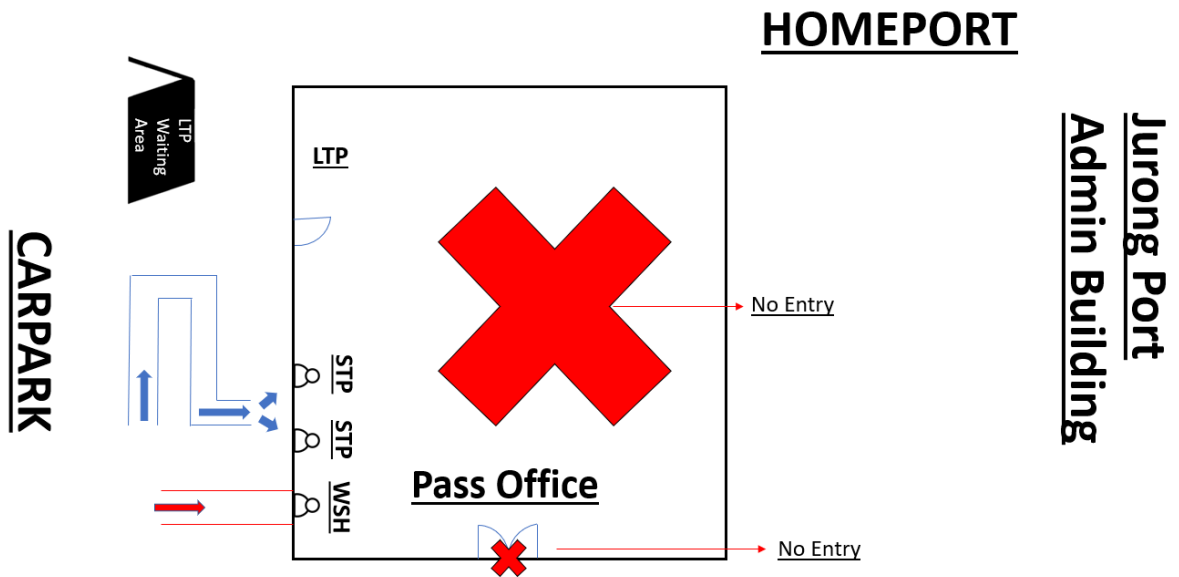 HOMEPORT
LTP
Waiting
Area
LTP
Jurong Port
Admin Building
CARPARK
No Entry
STP
STP
WSH
Pass Office
No Entry